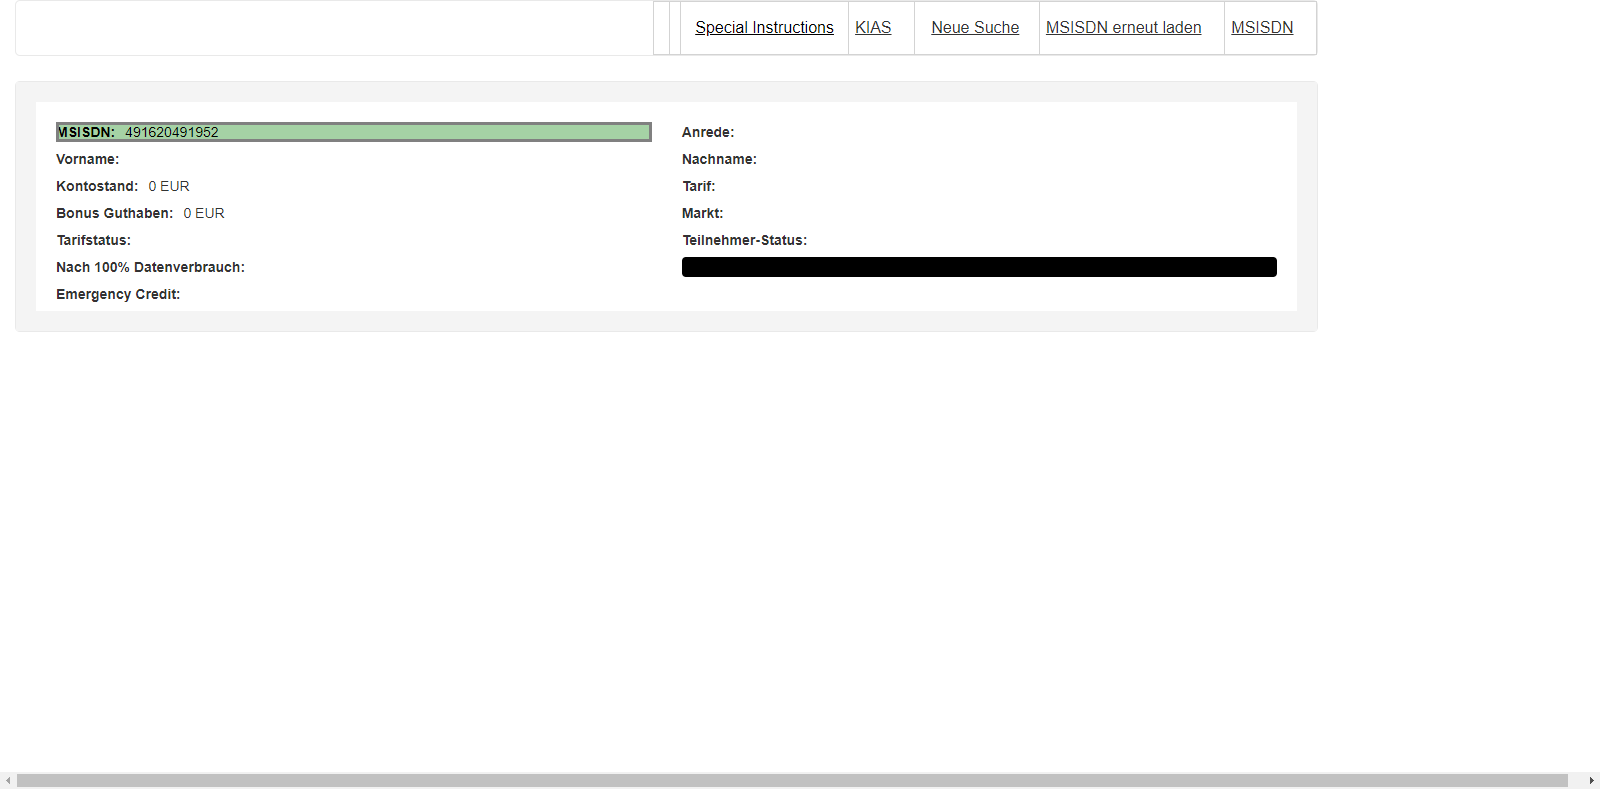 Special Instructions KIAS Neue Suche MSISDN erneut laden MSISDN
MSISDN: 491620491952
Anrede:
Vorname:
Nachname:
Kontostand: 0 EUR
Tarif:
Bonus Guthaben: 0 EUR
Markt:
Tarifstatus:
Teilnehmer-Status:
Nach 100% Datenverbrauch:
Emergency Credit: